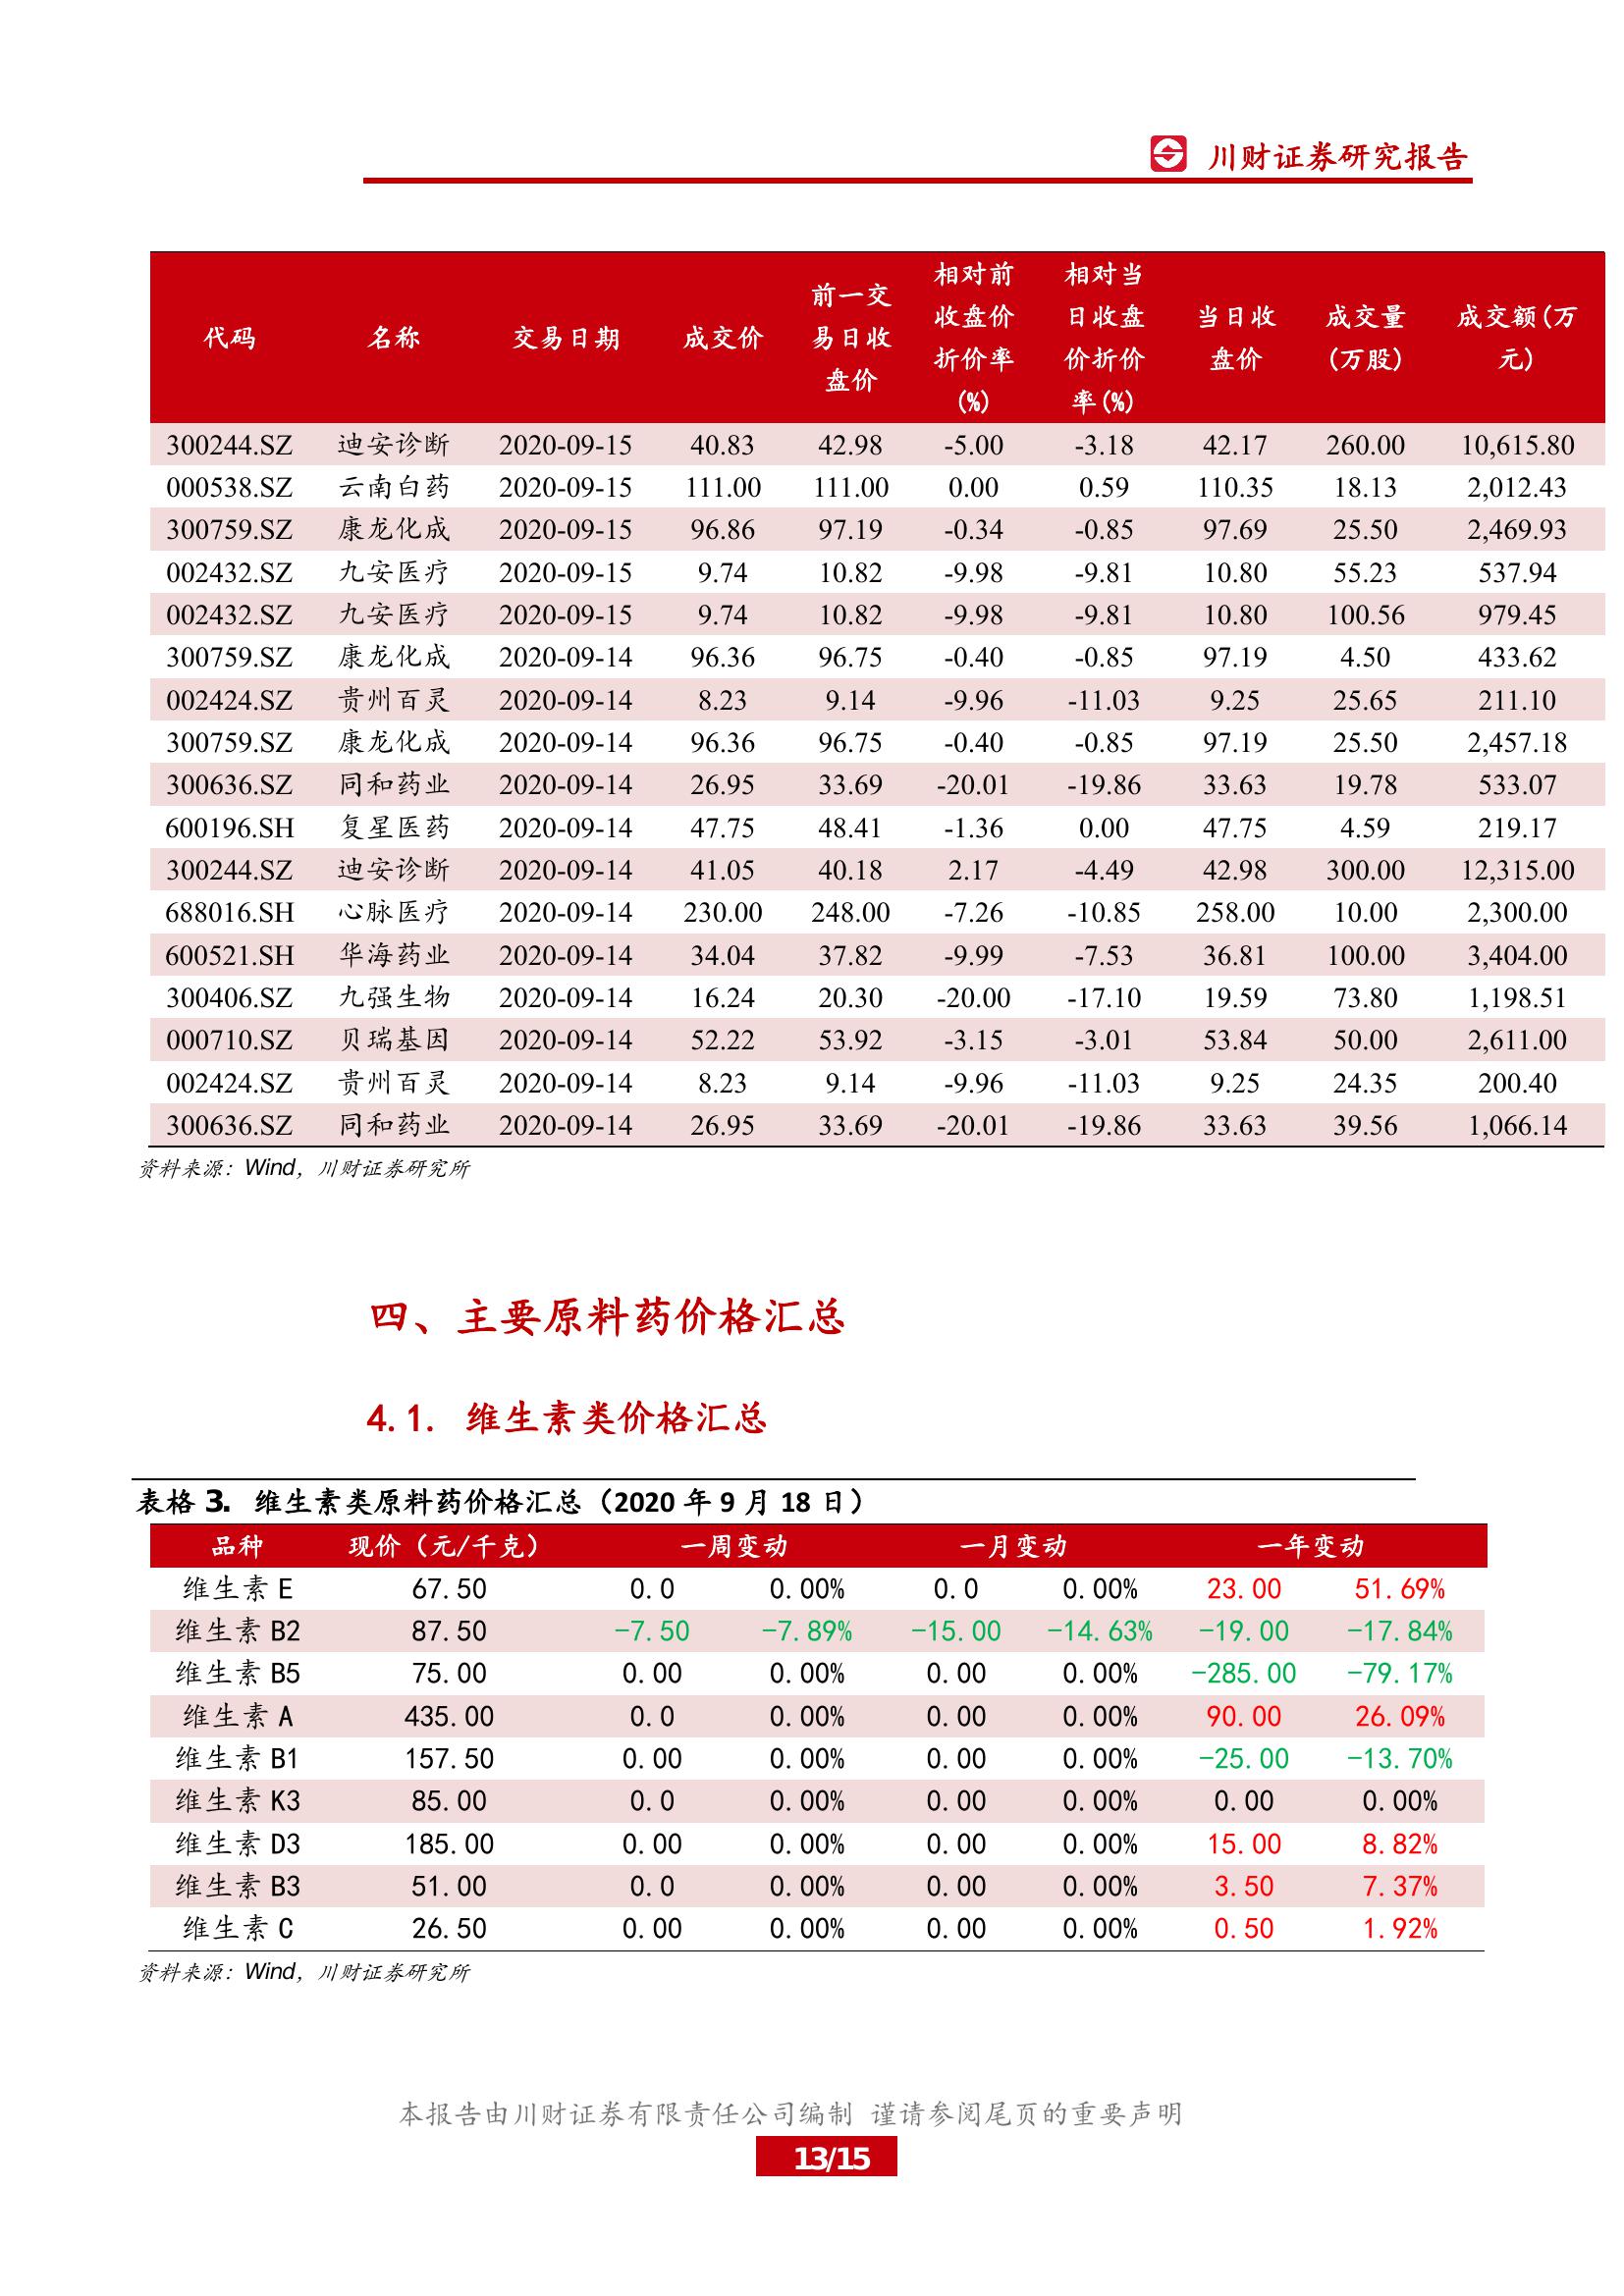 川财证券研究报告
代码 名称 交易日期 成交价 前一交易日收盘价 相对前收盘价折价率(%) 相对当日收盘价折价率(%) 当日收盘价 成交量(万股) 成交额(万元)
300244.SZ 迪安诊断 2020-09-15 40.83 42.98 -5.00 -3.18 42.17 260.00 10,615.80
000538.SZ 云南白药 2020-09-15 111.00 111.00 0.00 0.59 110.35 18.13 2,012.43
300759.SZ 康龙化成 2020-09-15 96.86 97.19 -0.34 -0.85 97.69 25.50 2,469.93
002432.SZ 九安医疗 2020-09-15 9.74 10.82 -9.98 -9.81 10.80 55.23 537.94
002432.SZ 九安医疗 2020-09-15 9.74 10.82 -9.98 -9.81 10.80 100.56 979.45
300759.SZ 康龙化成 2020-09-14 96.36 96.75 -0.40 -0.85 97.19 4.50 433.62
002424.SZ 贵州百灵 2020-09-14 8.23 9.14 -9.96 -11.03 9.25 25.65 211.10
300759.SZ 康龙化成 2020-09-14 96.36 96.75 -0.40 -0.85 97.19 25.50 2,457.18
300636.SZ 同和药业 2020-09-14 26.95 33.69 -20.01 -19.86 33.63 19.78 533.07
600196.SH 复星医药 2020-09-14 47.75 48.41 -1.36 0.00 47.75 4.59 219.17
300244.SZ 迪安诊断 2020-09-14 41.05 40.18 2.17 -4.49 42.98 300.00 12,315.00
688016.SH 心脉医疗 2020-09-14 230.00 248.00 -7.26 -10.85 258.00 10.00 2,300.00
600521.SH 华海药业 2020-09-14 34.04 37.82 -9.99 -7.53 36.81 100.00 3,404.00
300406.SZ 九强生物 2020-09-14 16.24 20.30 -20.00 -17.10 19.59 73.80 1,198.51
000710.SZ 贝瑞基因 2020-09-14 52.22 53.92 -3.15 -3.01 53.84 50.00 2,611.00
002424.SZ 贵州百灵 2020-09-14 8.23 9.14 -9.96 -11.03 9.25 24.35 200.40
300636.SZ 同和药业 2020-09-14 26.95 33.69 -20.01 -19.86 33.63 39.56 1,066.14
资料来源：Wind，川财证券研究所
四、主要原料药价格汇总
4.1. 维生素类价格汇总
表格 3. 维生素类原料药价格汇总（2020 年 9 月 18 日）
品种 现价（元/千克） 一周变动 一月变动 一年变动
维生素 E 67.50 0.0 0.00% 0.0 0.00% 23.00 51.69%
维生素 B2 87.50 -7.50 -7.89% -15.00 -14.63% -19.00 -17.84%
维生素 B5 75.00 0.00 0.00% 0.00 0.00% -285.00 -79.17%
维生素 A 435.00 0.0 0.00% 0.00 0.00% 90.00 26.09%
维生素 B1 157.50 0.00 0.00% 0.00 0.00% -25.00 -13.70%
维生素 K3 85.00 0.0 0.00% 0.00 0.00% 0.00 0.00%
维生素 D3 185.00 0.00 0.00% 0.00 0.00% 15.00 8.82%
维生素 B3 51.00 0.0 0.00% 0.00 0.00% 3.50 7.37%
维生素 C 26.50 0.00 0.00% 0.00 0.00% 0.50 1.92%
资料来源：Wind，川财证券研究所
本报告由川财证券有限责任公司编制 谨请参阅尾页的重要声明
13/15